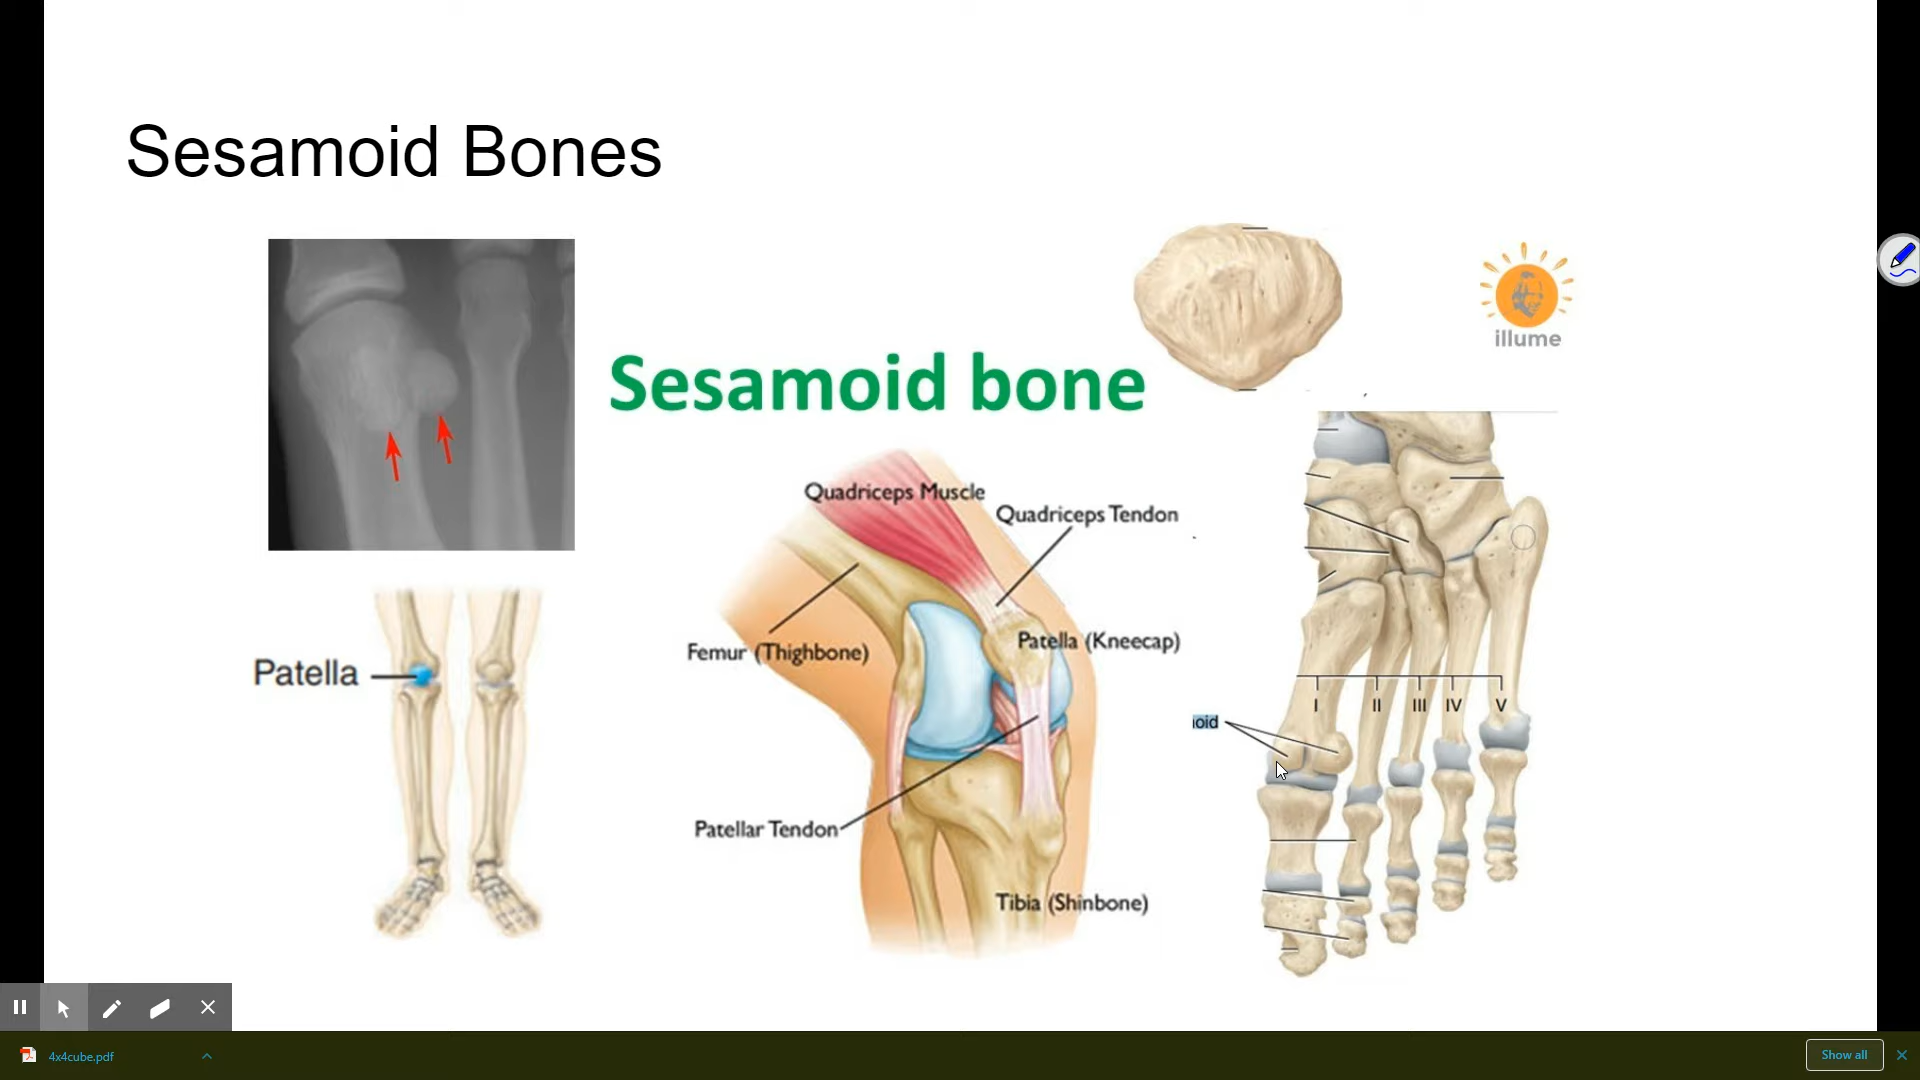 Sesamoid Bones
illume
Sesamoid bone
Quadriceps Muscle
Quadriceps Tendon
Femur (Thighbone)
Patella (Kneecap)
Patella
I II III IV V
oid
Patellar Tendon
Tibia (Shinbone)
4x4cube.pdf
Show all